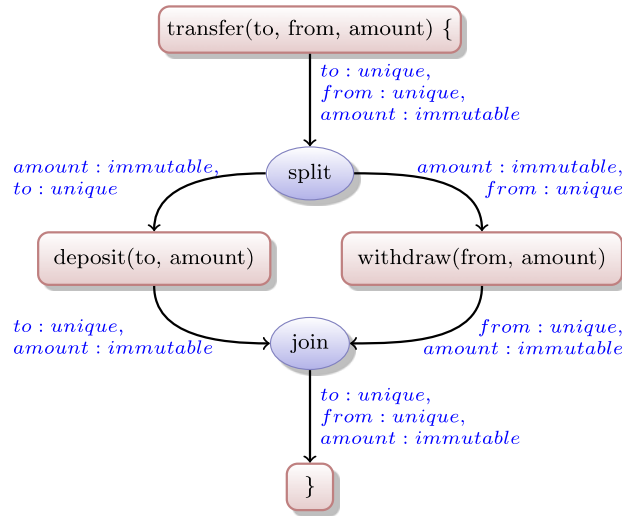 transfer(to, from, amount) {
to : unique,
from : unique,
amount : immutable
split
amount : immutable,
to : unique
amount : immutable,
from : unique
deposit(to, amount)
withdraw(from, amount)
to : unique,
amount : immutable
join
from : unique,
amount : immutable
to : unique,
from : unique,
amount : immutable
}